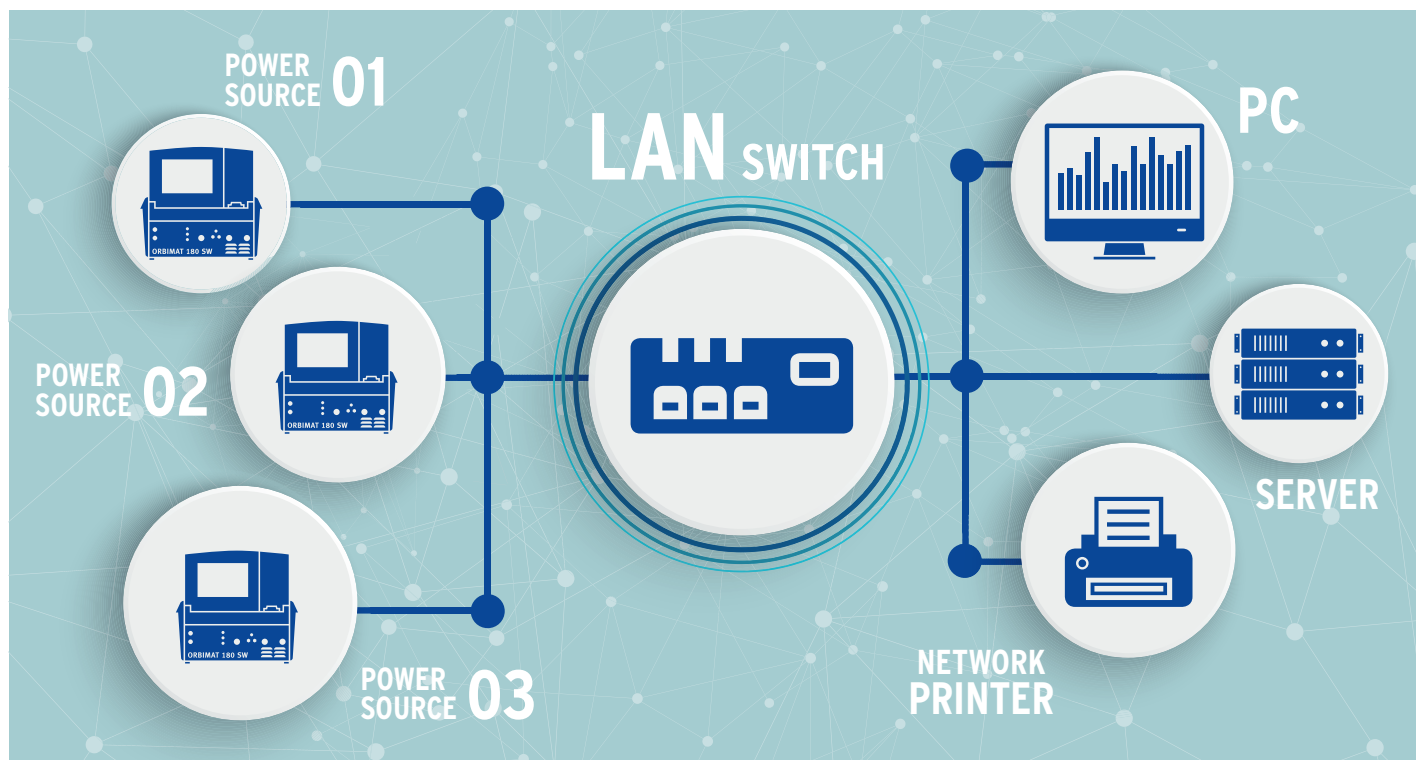 POWER
SOURCE 01
ORBIMAT 180 SW
POWER
SOURCE 02
ORBIMAT 180 SW
ORBIMAT 180 SW
POWER
SOURCE 03
LAN SWITCH
PC
SERVER
NETWORK
PRINTER